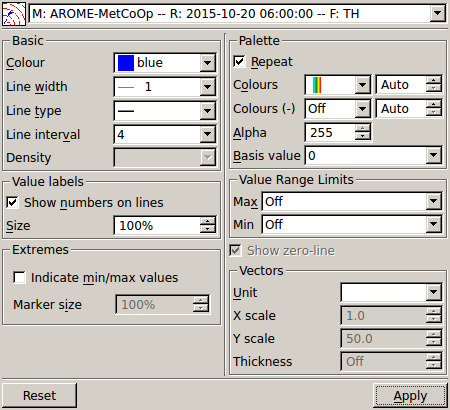 M: AROME-MetCoOp -- R: 2015-10-20 06:00:00 -- F: TH
Basic
Colour blue
Line width 1
Line type
Line interval 4
Density
Value labels
Show numbers on lines
Size 100%
Extremes
Indicate min/max values
Marker size 100%
Palette
Repeat
Colours Auto
Colours (-) Off Auto
Alpha 255
Basis value 0
Value Range Limits
Max Off
Min Off
Show zero-line
Vectors
Unit
X scale 1.0
Y scale 50.0
Thickness Off
Reset Apply